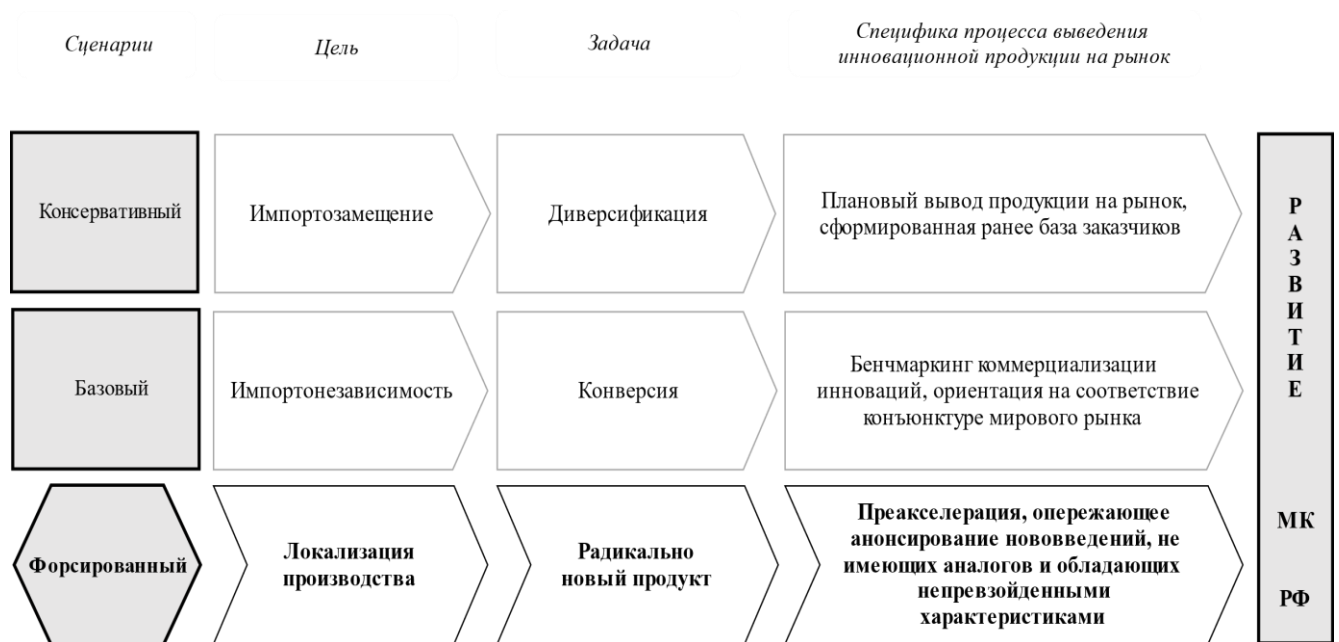 Сценарии
Цель
Задача
Специфика процесса выведения
инновационной продукции на рынок
Консервативный
Импортозамещение
Диверсификация
Плановый вывод продукции на рынок,
сформированная ранее база заказчиков
Базовый
Импортонезависимость
Конверсия
Бенчмаркинг коммерциализации
инноваций, ориентация на соответствие
конъюнктуре мирового рынка
Форсированный
Локализация
производства
Радикально
новый продукт
Преакселерация, опережающее
анонсирование нововведений, не
имеющих аналогов и обладающих
непревзойденными
характеристиками
РАЗВИТИЕ
МК
РФ